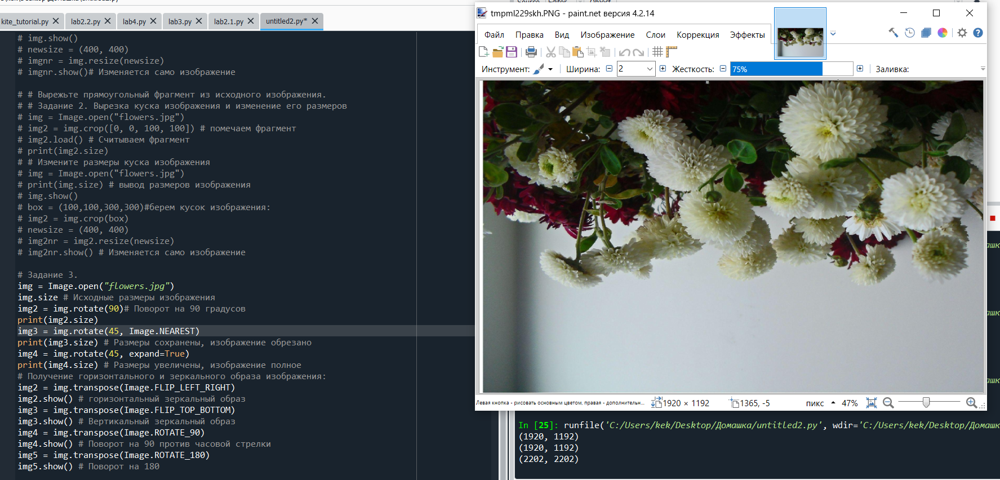 Source Editor Object
kite_tutorial.py lab2.2.py lab4.py lab3.py lab2.1.py untitled2.py*
# img.show()
# newsize = (400, 400)
# imgnr = img.resize(newsize)
# imgnr.show()# Изменяется само изображение
# # Вырежьте прямоугольный фрагмент из исходного изображения.
# # Задание 2. Вырезка куска изображения и изменение его размеров
# img = Image.open("flowers.jpg")
# img2 = img.crop([0, 0, 100, 100]) # помечаем фрагмент
# img2.load() # Считываем фрагмент
# print(img2.size)
# # Измените размеры куска изображения
# img = Image.open("flowers.jpg")
# print(img.size) # вывод размеров изображения
# img.show()
# box = (100,100,300,300)#берем кусок изображения:
# img2 = img.crop(box)
# newsize = (400, 400)
# img2nr = img2.resize(newsize)
# img2nr.show() # Изменяется само изображение
# Задание 3.
img = Image.open("flowers.jpg")
img.size # Исходные размеры изображения
img2 = img.rotate(90)# Поворот на 90 градусов
print(img2.size)
img3 = img.rotate(45, Image.NEAREST)
print(img3.size) # Размеры сохранены, изображение обрезано
img4 = img.rotate(45, expand=True)
print(img4.size) # Размеры увеличены, изображение полное
# Получение горизонтального и зеркального образа изображения:
img2 = img.transpose(Image.FLIP_LEFT_RIGHT)
img2.show() # горизонтальный зеркальный образ
img3 = img.transpose(Image.FLIP_TOP_BOTTOM)
img3.show() # Вертикальный зеркальный образ
img4 = img.transpose(Image.ROTATE_90)
img4.show() # Поворот на 90 против часовой стрелки
img5 = img.transpose(Image.ROTATE_180)
img5.show() # Поворот на 180
tmpml229skh.PNG - paint.net версия 4.2.14
Файл Правка Вид Изображение Слои Коррекция Эффекты
Инструмент: Ширина: 2 Жесткость: 75% Заливка:
Левая кнопка - рисовать основным цветом, правая - дополнительн... 1920 × 1192 1365, -5 пикс 47%
In [25]: runfile('C:/Users/kek/Desktop/Домашка/untitled2.py', wdir='C:/Users/kek/Desktop/Домашк
(1920, 1192)
(1920, 1192)
(2202, 2202)